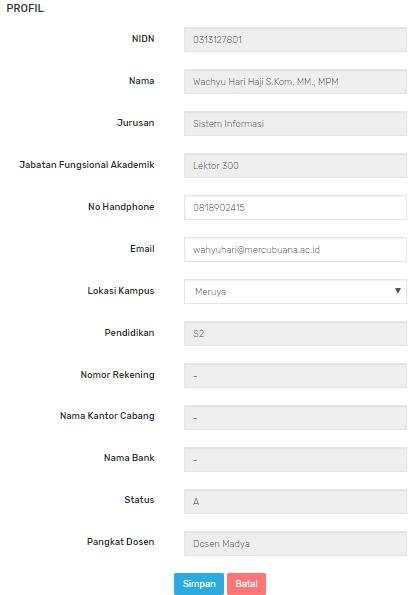 PROFIL
NIDN 0313127801
Nama Wachyu Hari Haji S.Kom, MM., MPM
Jurusan Sistem Informasi
Jabatan Fungsional Akademik Lektor 300
No Handphone 0818902415
Email wahyuhari@mercubuana.ac.id
Lokasi Kampus Meruya
Pendidikan S2
Nomor Rekening -
Nama Kantor Cabang -
Nama Bank -
Status A
Pangkat Dosen Dosen Madya
Simpan Batal